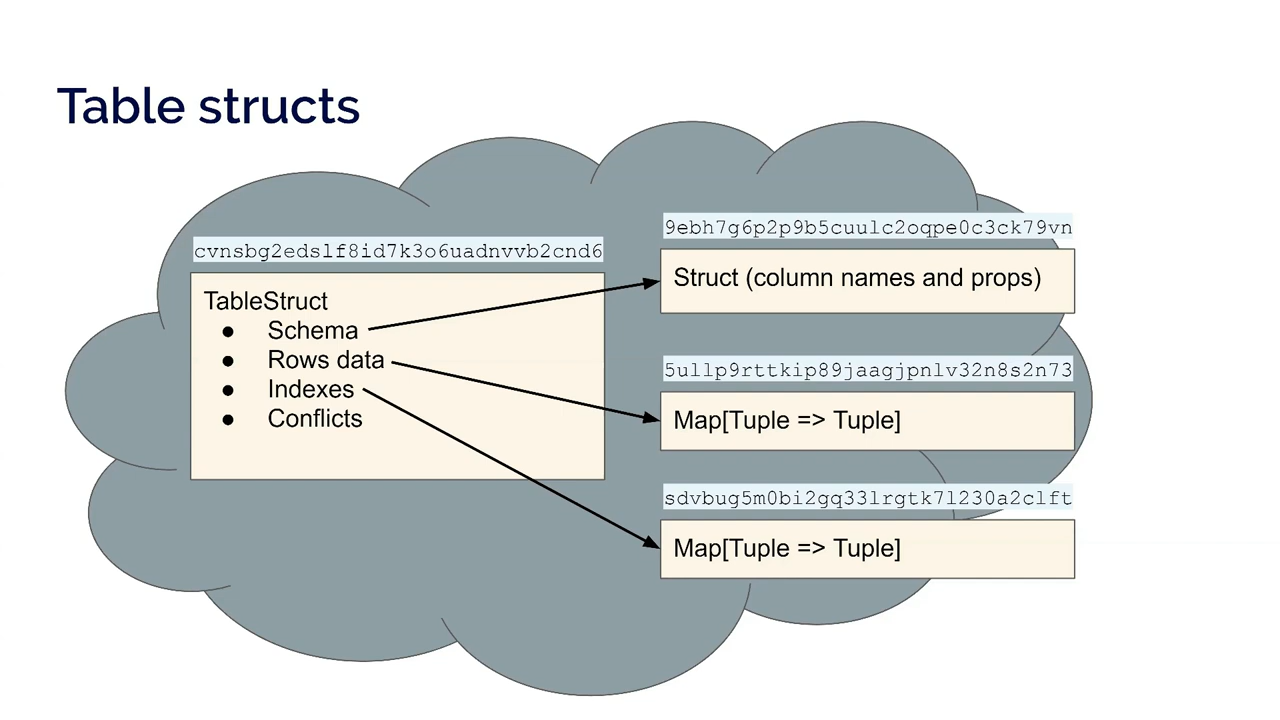 Table structs
cvnsbg2edslf8id7k3o6uadnvvb2cnd6
TableStruct
● Schema
● Rows data
● Indexes
● Conflicts
9ebh7g6p2p9b5cuulc2oqpe0c3ck79vn
Struct (column names and props)
5ullp9rttkip89jaagjpnlv32n8s2n73
Map[Tuple => Tuple]
sdvbug5m0bi2gq33lrgtk7l230a2clft
Map[Tuple => Tuple]